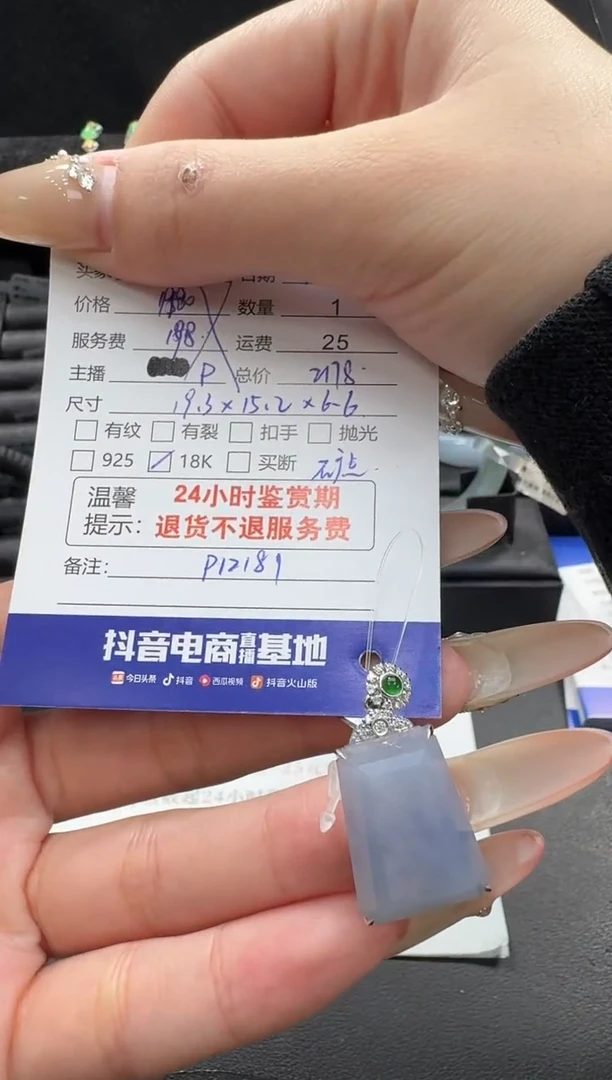 价格 1980 数量 1
服务费 198. 运费 25
主播 P 总价 2178.
尺寸 19.3×15.2×6.6
有纹 有裂 扣手 抛光
925 18K 买断 石点
温馨 24小时鉴赏期
提示: 退货不退服务费
备注: P12181
抖音电商直播基地
今日头条 抖音 西瓜视频 抖音火山版